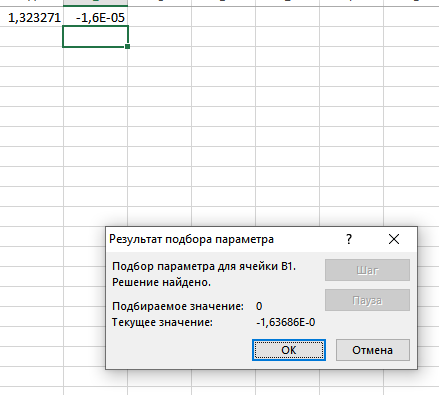 1,323271 -1,6E-05
Результат подбора параметра ?
Подбор параметра для ячейки B1.
Решение найдено.
Подбираемое значение: 0
Текущее значение: -1,63686E-0
Шаг
Пауза
ОК Отмена